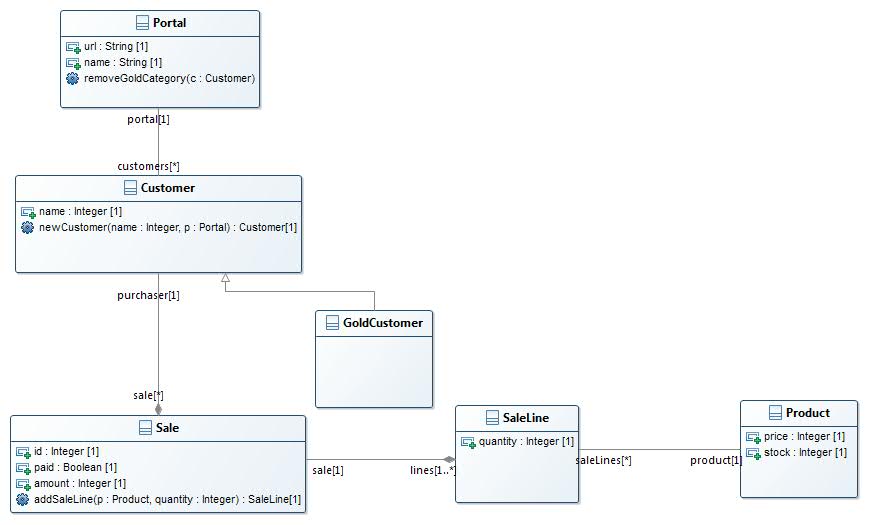 Portal
url : String [1]
name : String [1]
removeGoldCategory(c : Customer)
portal[1]
customers[*]
Customer
name : Integer [1]
newCustomer(name : Integer, p : Portal) : Customer[1]
purchaser[1]
GoldCustomer
sale[*]
Sale
id : Integer [1]
paid : Boolean [1]
amount : Integer [1]
addSaleLine(p : Product, quantity : Integer) : SaleLine[1]
sale[1]
lines[1..*]
SaleLine
quantity : Integer [1]
saleLines[*]
product[1]
Product
price : Integer [1]
stock : Integer [1]